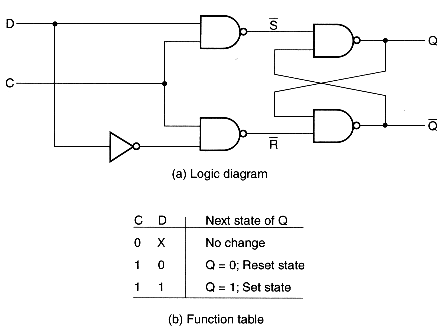 D
S̅
Q
C
R̅
Q̅
(a) Logic diagram
C D Next state of Q
0 X No change
1 0 Q = 0; Reset state
1 1 Q = 1; Set state
(b) Function table